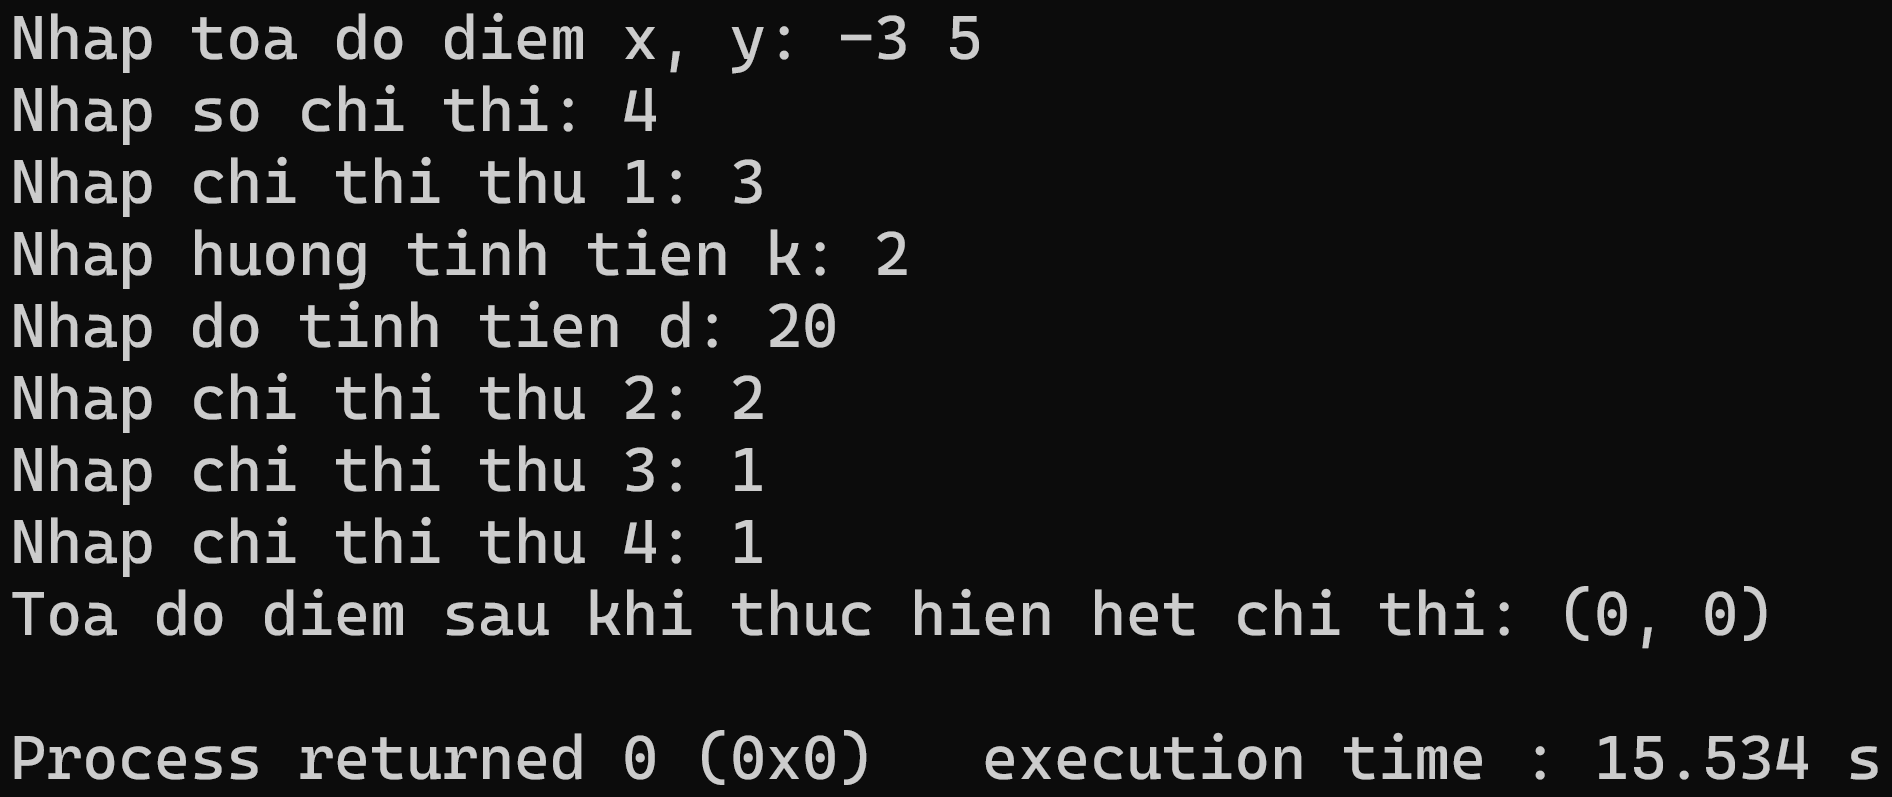 Nhap toa do diem x, y: -3 5
Nhap so chi thi: 4
Nhap chi thi thu 1: 3
Nhap huong tinh tien k: 2
Nhap do tinh tien d: 20
Nhap chi thi thu 2: 2
Nhap chi thi thu 3: 1
Nhap chi thi thu 4: 1
Toa do diem sau khi thuc hien het chi thi: (0, 0)
Process returned 0 (0x0)   execution time : 15.534 s